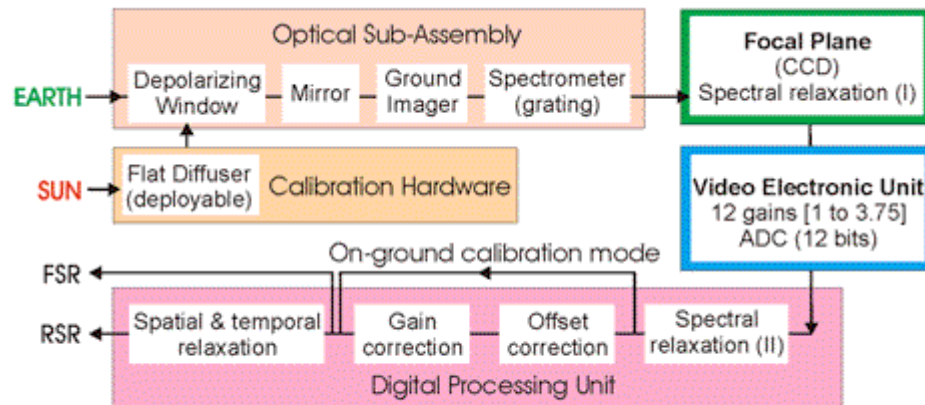 Optical Sub-Assembly
EARTH
Depolarizing
Window
Mirror
Ground
Imager
Spectrometer
(grating)
Focal Plane
(CCD)
Spectral relaxation (I)
SUN
Flat Diffuser
(deployable)
Calibration Hardware
Video Electronic Unit
12 gains [1 to 3.75]
ADC (12 bits)
On-ground calibration mode
FSR
RSR
Spatial & temporal
relaxation
Gain
correction
Offset
correction
Spectral
relaxation (II)
Digital Processing Unit